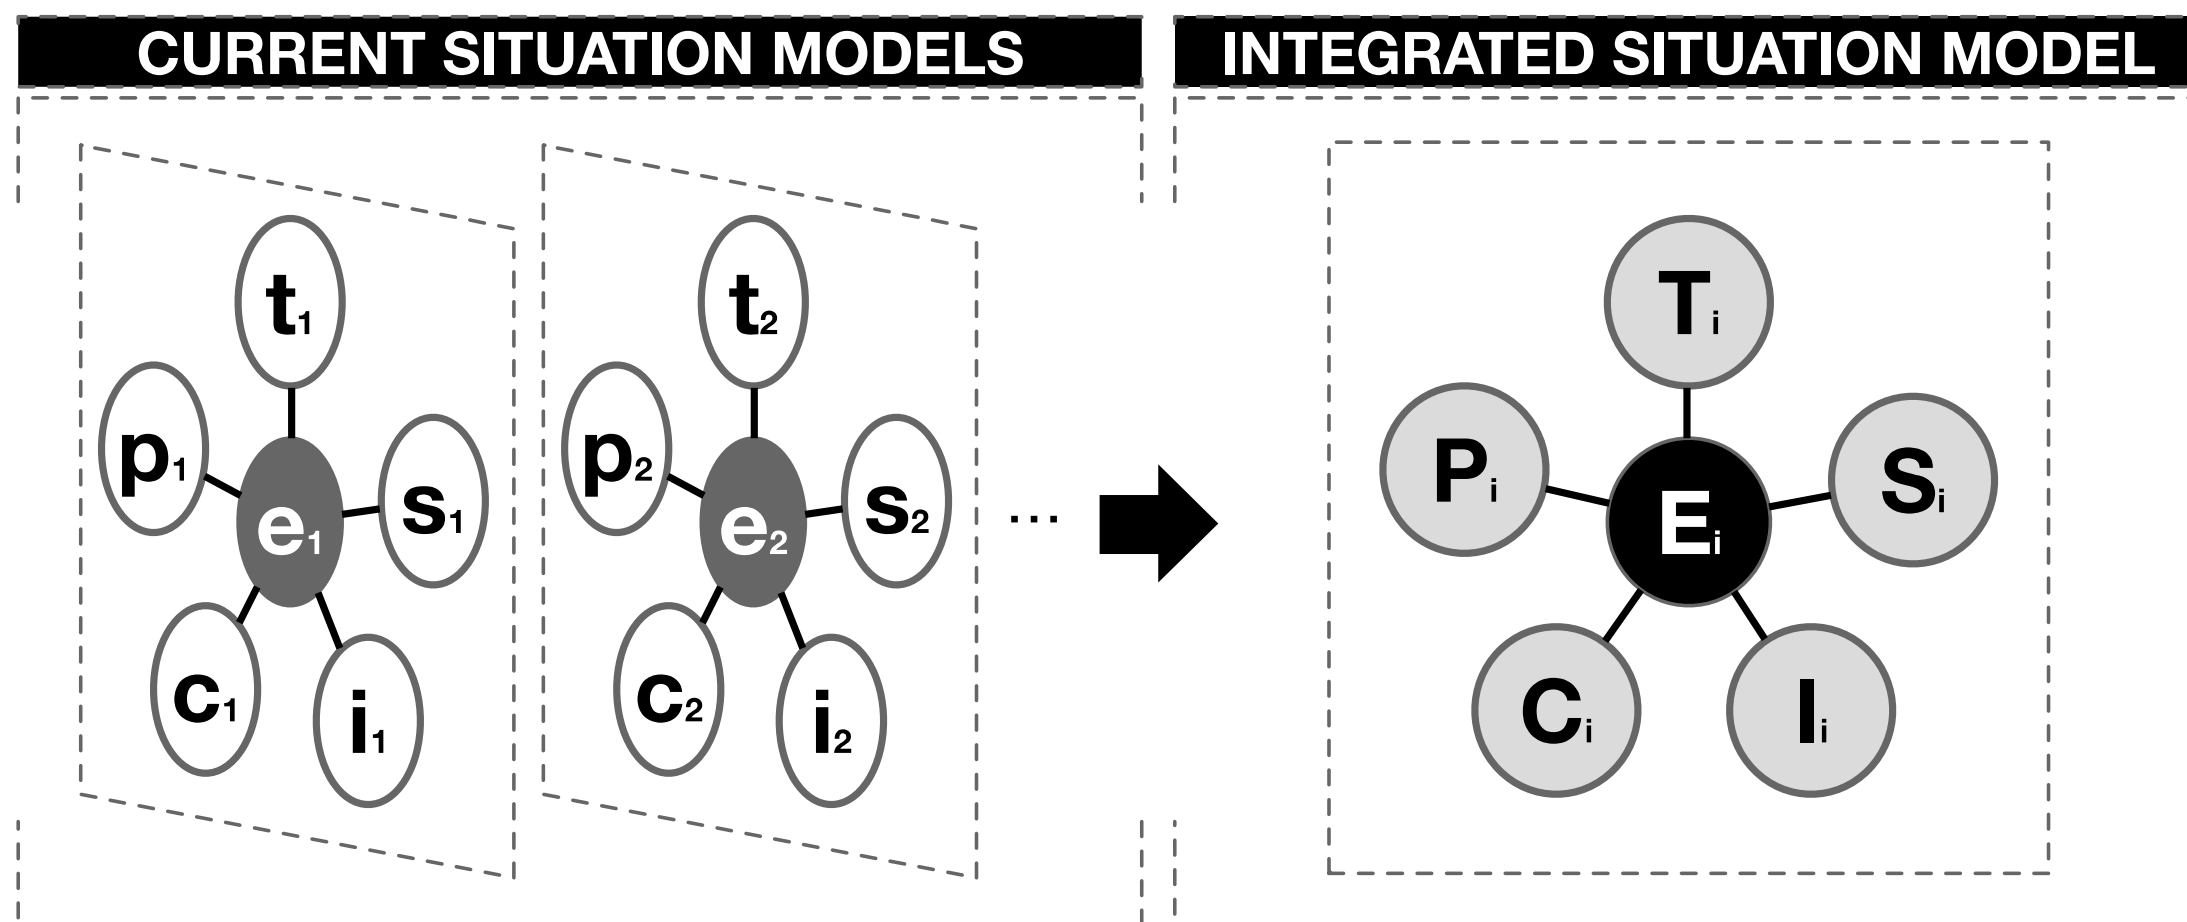 CURRENT SITUATION MODELS
INTEGRATED SITUATION MODEL
t1
p1
e1
s1
c1
i1
t2
p2
e2
s2
c2
i2
...
Ti
Pi
Ei
Si
Ci
Ii